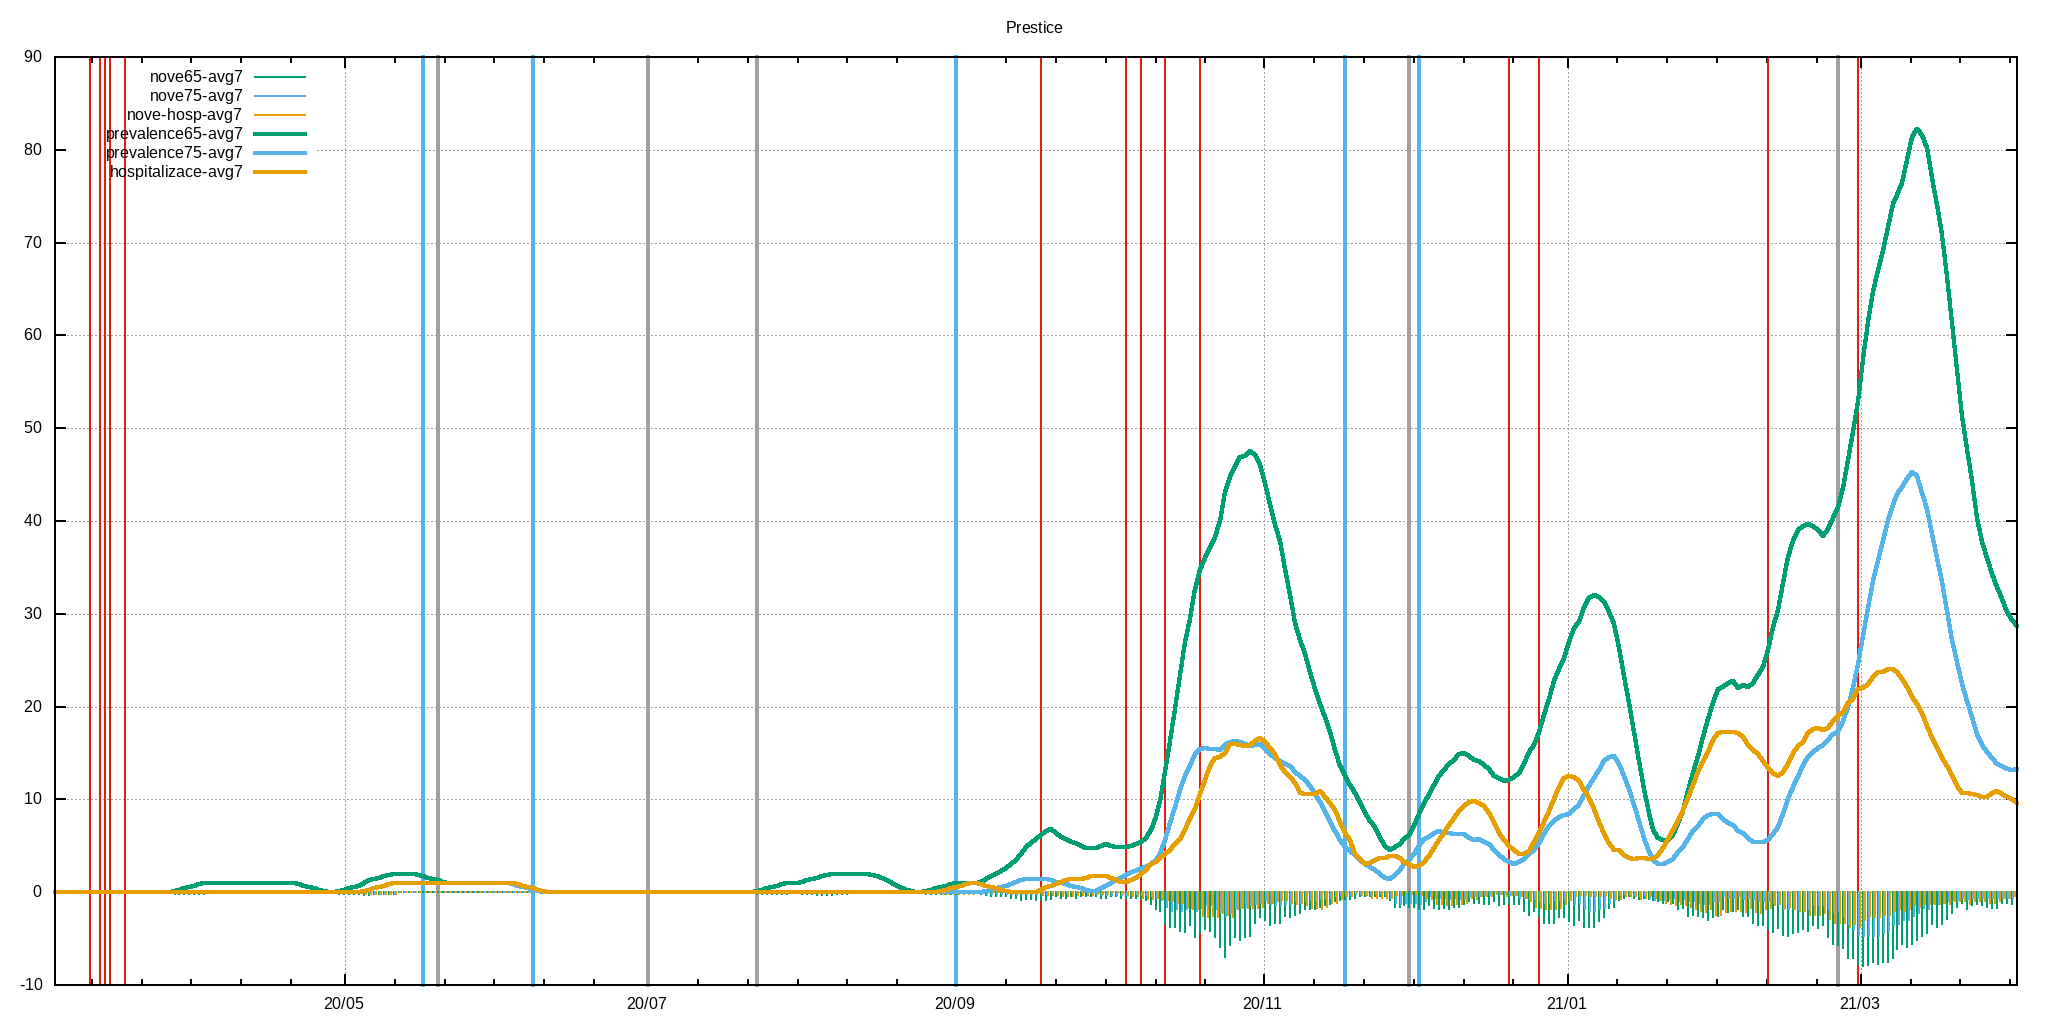 Prestice
90
80
70
60
50
40
30
20
10
0
-10
nove65-avg7
nove75-avg7
nove-hosp-avg7
prevalence65-avg7
prevalence75-avg7
hospitalizace-avg7
20/05 20/07 20/09 20/11 21/01 21/03